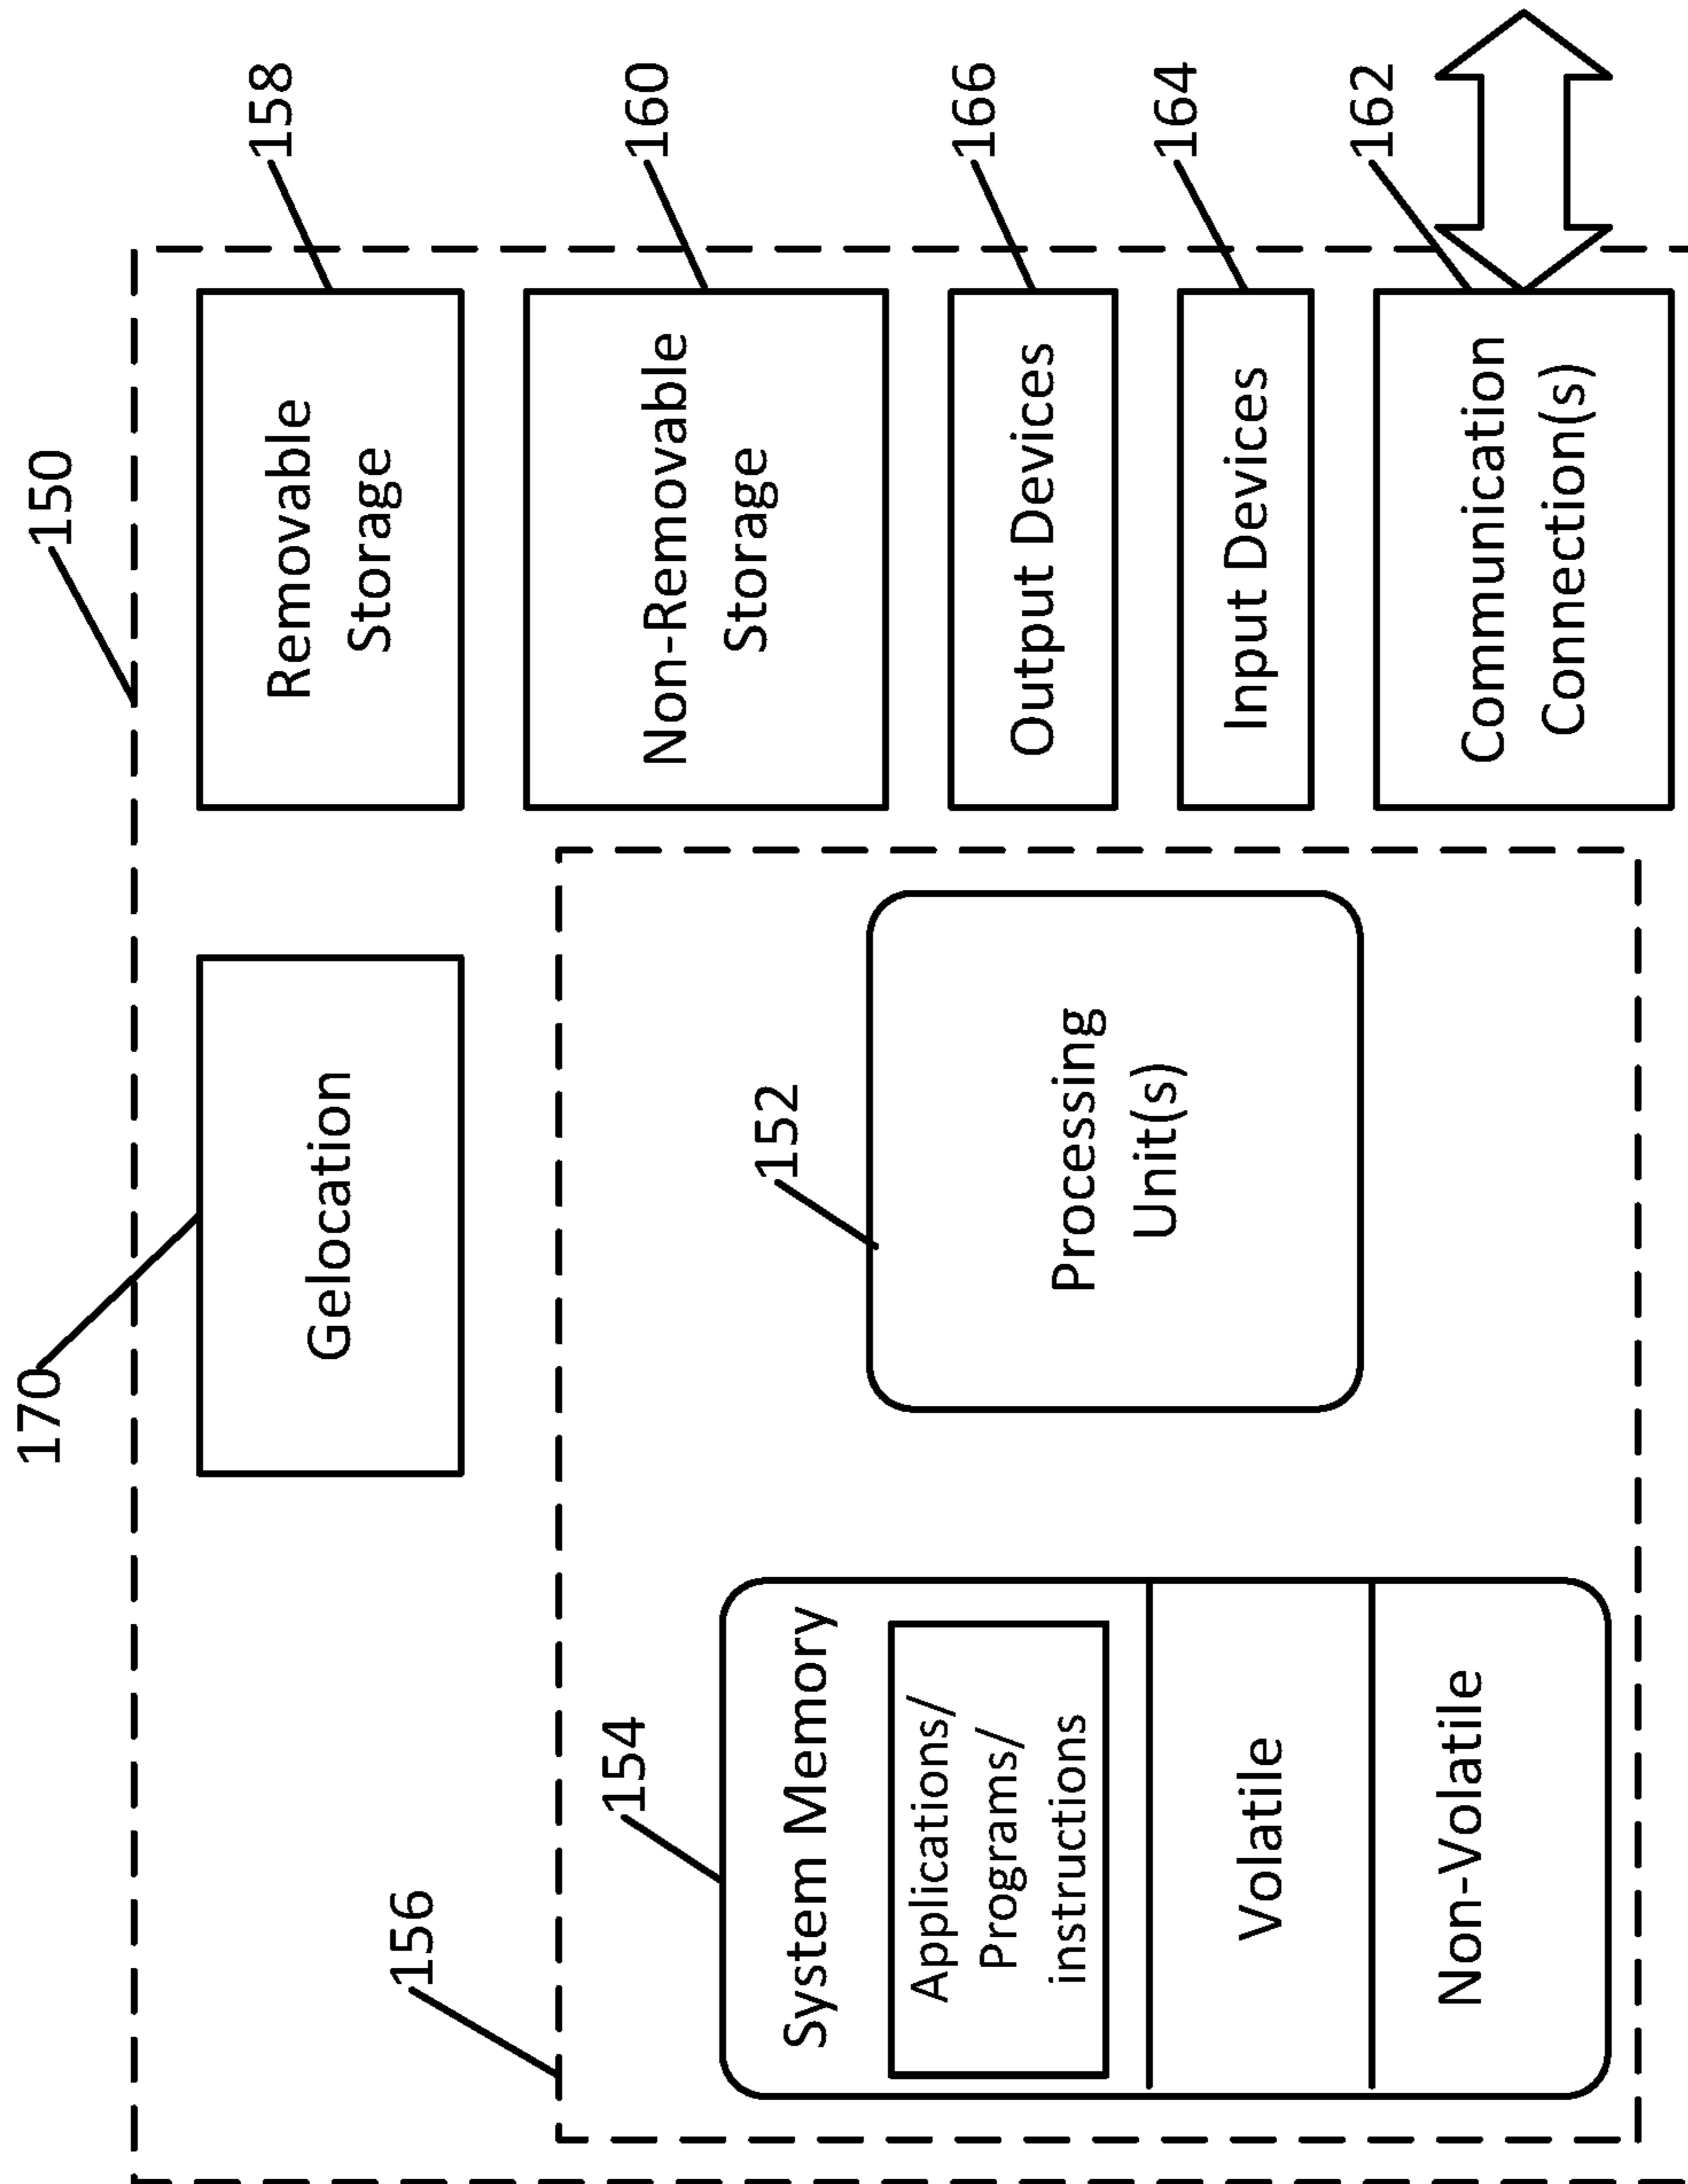 150
170
Gelocation
Removable
Storage
158
156
154
System Memory
Applications/
Programs/
instructions
Volatile
Non-Volatile
152
Processing
Unit(s)
Non-Removable
Storage
160
Output Devices
166
Input Devices
164
Communication
Connection(s)
162